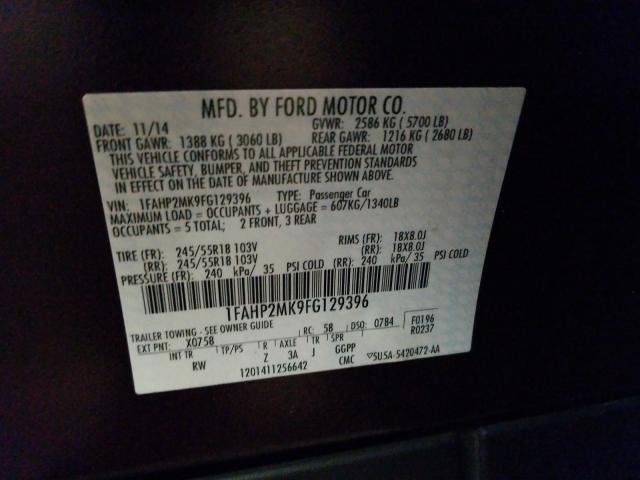 MFD. BY FORD MOTOR CO.
DATE: 11/14 GVWR: 2586 KG ( 5700 LB)
FRONT GAWR: 1388 KG ( 3060 LB) REAR GAWR: 1216 KG ( 2680 LB)
THIS VEHICLE CONFORMS TO ALL APPLICABLE FEDERAL MOTOR
VEHICLE SAFETY, BUMPER, AND THEFT PREVENTION STANDARDS
IN EFFECT ON THE DATE OF MANUFACTURE SHOWN ABOVE.
VIN: 1FAHP2MK9FG129396 TYPE: Passenger Car
MAXIMUM LOAD = OCCUPANTS + LUGGAGE = 607KG/1340LB
OCCUPANTS = 5 TOTAL; 2 FRONT, 3 REAR
TIRE (FR): 245/55R18 103V RIMS (FR): 18X8.0J
(RR): 245/55R18 103V (RR): 18X8.0J
PRESSURE (FR): 240 kPa/ 35 PSI COLD (RR): 240 kPa/ 35 PSI COLD
1FAHP2MK9FG129396
TRAILER TOWING - SEE OWNER GUIDE
EXT PNT: X075B RC: 5B DSO: 0784 F0196
R0237
INT TR TP/PS R AXLE TR SPR
RW Z 3A J GGPP
1201411256642 CMC ▽5U5A-5420472-AA